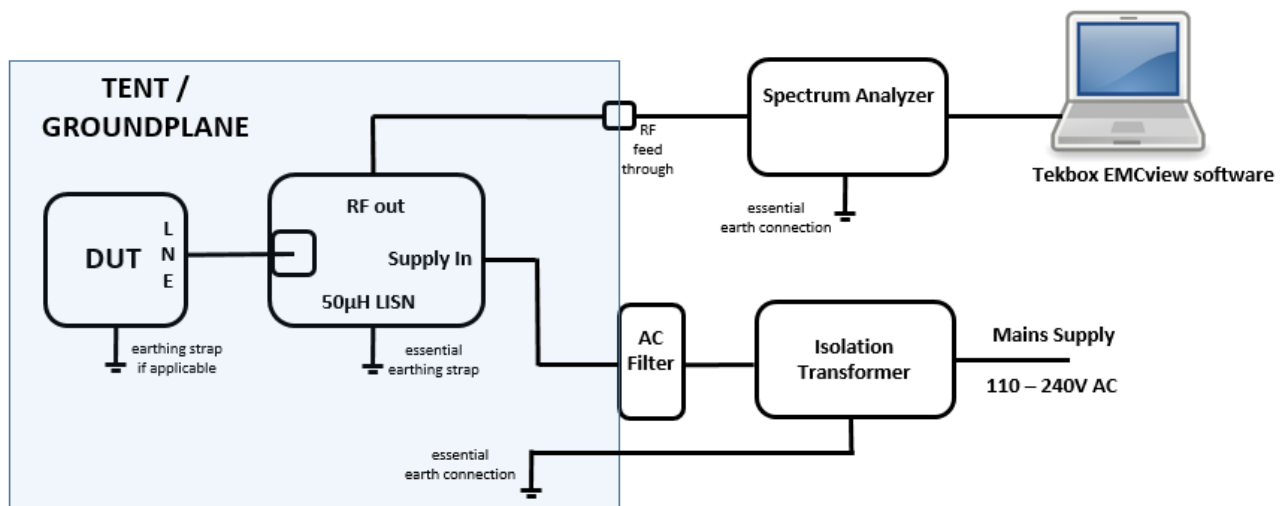 TENT /
GROUNDPLANE
DUT
L
N
E
earthing strap
if applicable
RF out
Supply In
50µH LISN
essential
earthing strap
RF
feed
through
Spectrum Analyzer
essential
earth connection
Tekbox EMCview software
AC
Filter
Isolation
Transformer
Mains Supply
110 – 240V AC
essential
earth connection